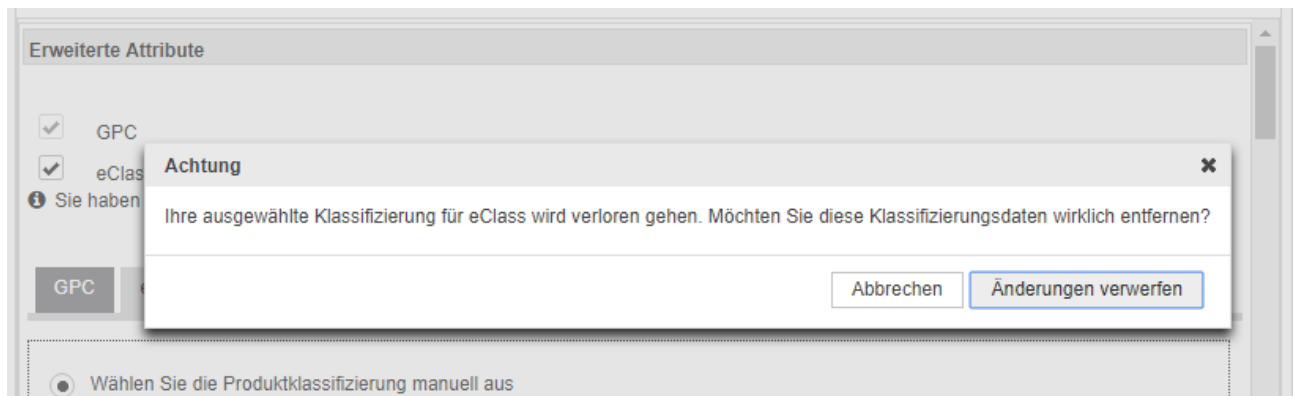 Erweiterte Attribute
GPC
eClas
Achtung
Sie haben
Ihre ausgewählte Klassifizierung für eClass wird verloren gehen. Möchten Sie diese Klassifizierungsdaten wirklich entfernen?
GPC
Abbrechen
Änderungen verwerfen
Wählen Sie die Produktklassifizierung manuell aus